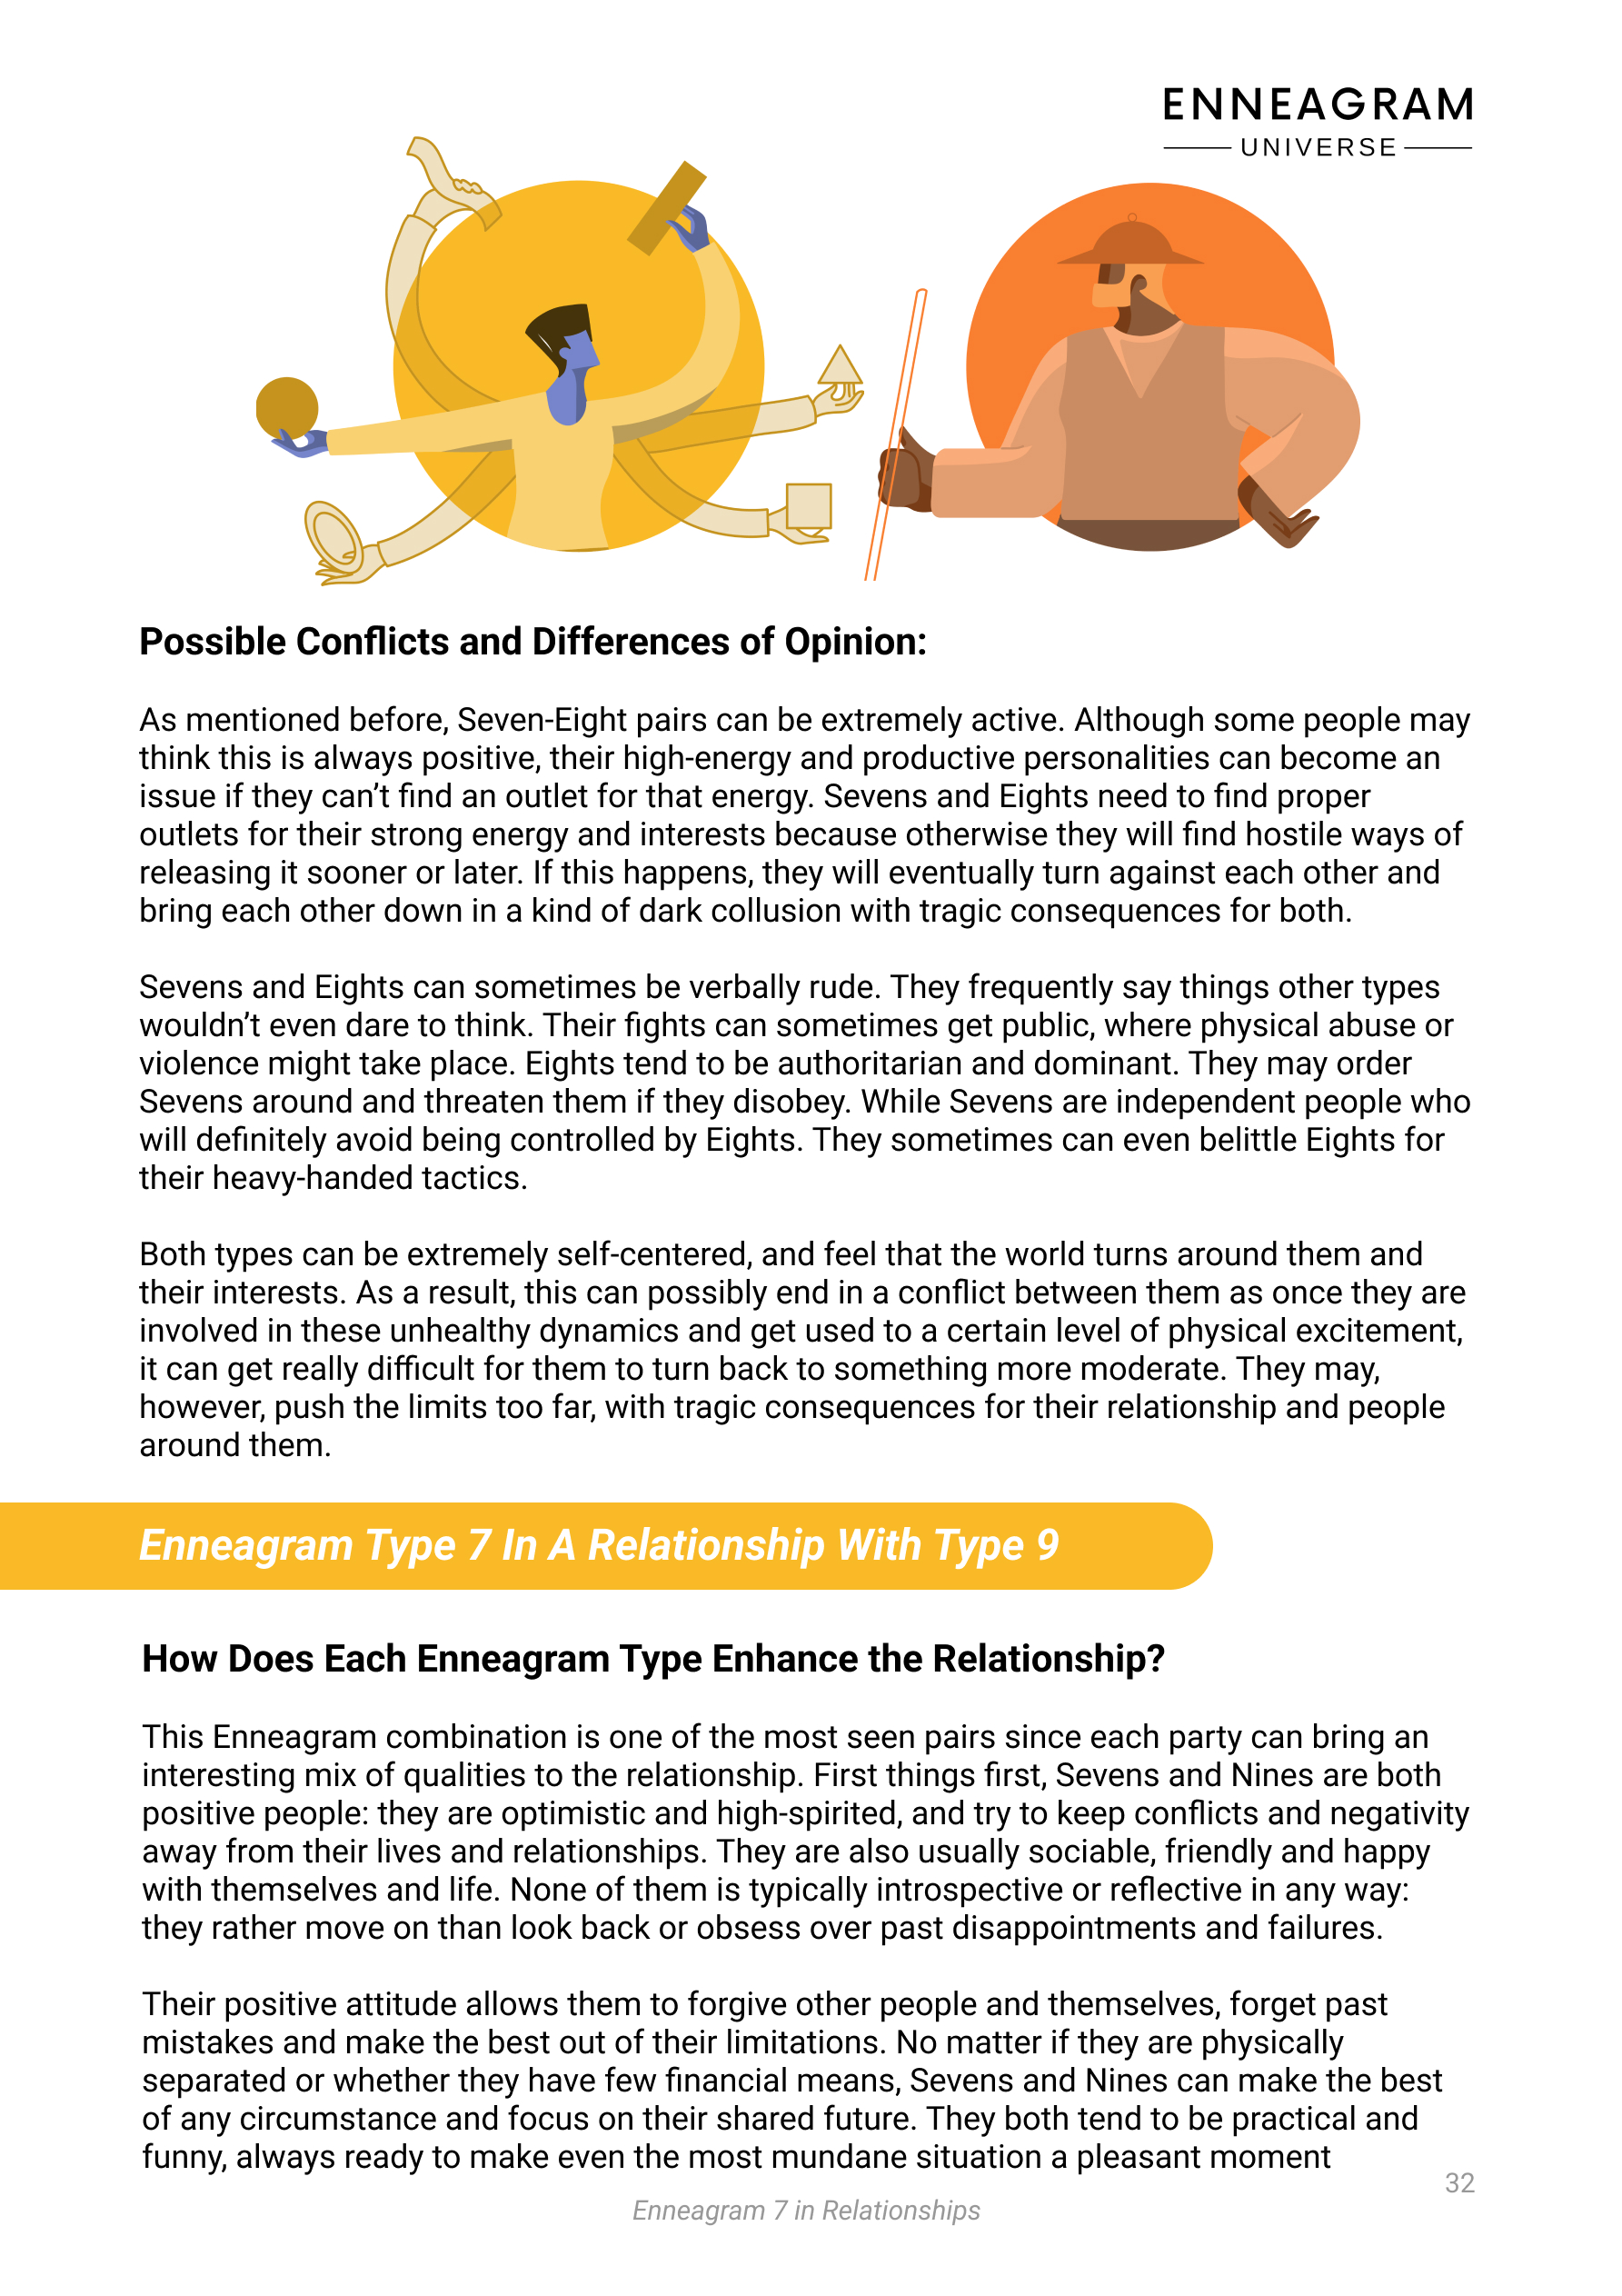 ENNEAGRAM
UNIVERSE
Possible Conflicts and Differences of Opinion:
As mentioned before, Seven-Eight pairs can be extremely active. Although some people may
think this is always positive, their high-energy and productive personalities can become an
issue if they can’t find an outlet for that energy. Sevens and Eights need to find proper
outlets for their strong energy and interests because otherwise they will find hostile ways of
releasing it sooner or later. If this happens, they will eventually turn against each other and
bring each other down in a kind of dark collusion with tragic consequences for both.
Sevens and Eights can sometimes be verbally rude. They frequently say things other types
wouldn’t even dare to think. Their fights can sometimes get public, where physical abuse or
violence might take place. Eights tend to be authoritarian and dominant. They may order
Sevens around and threaten them if they disobey. While Sevens are independent people who
will definitely avoid being controlled by Eights. They sometimes can even belittle Eights for
their heavy-handed tactics.
Both types can be extremely self-centered, and feel that the world turns around them and
their interests. As a result, this can possibly end in a conflict between them as once they are
involved in these unhealthy dynamics and get used to a certain level of physical excitement,
it can get really difficult for them to turn back to something more moderate. They may,
however, push the limits too far, with tragic consequences for their relationship and people
around them.
Enneagram Type 7 In A Relationship With Type 9
How Does Each Enneagram Type Enhance the Relationship?
This Enneagram combination is one of the most seen pairs since each party can bring an
interesting mix of qualities to the relationship. First things first, Sevens and Nines are both
positive people: they are optimistic and high-spirited, and try to keep conflicts and negativity
away from their lives and relationships. They are also usually sociable, friendly and happy
with themselves and life. None of them is typically introspective or reflective in any way:
they rather move on than look back or obsess over past disappointments and failures.
Their positive attitude allows them to forgive other people and themselves, forget past
mistakes and make the best out of their limitations. No matter if they are physically
separated or whether they have few financial means, Sevens and Nines can make the best
of any circumstance and focus on their shared future. They both tend to be practical and
funny, always ready to make even the most mundane situation a pleasant moment
32
Enneagram 7 in Relationships